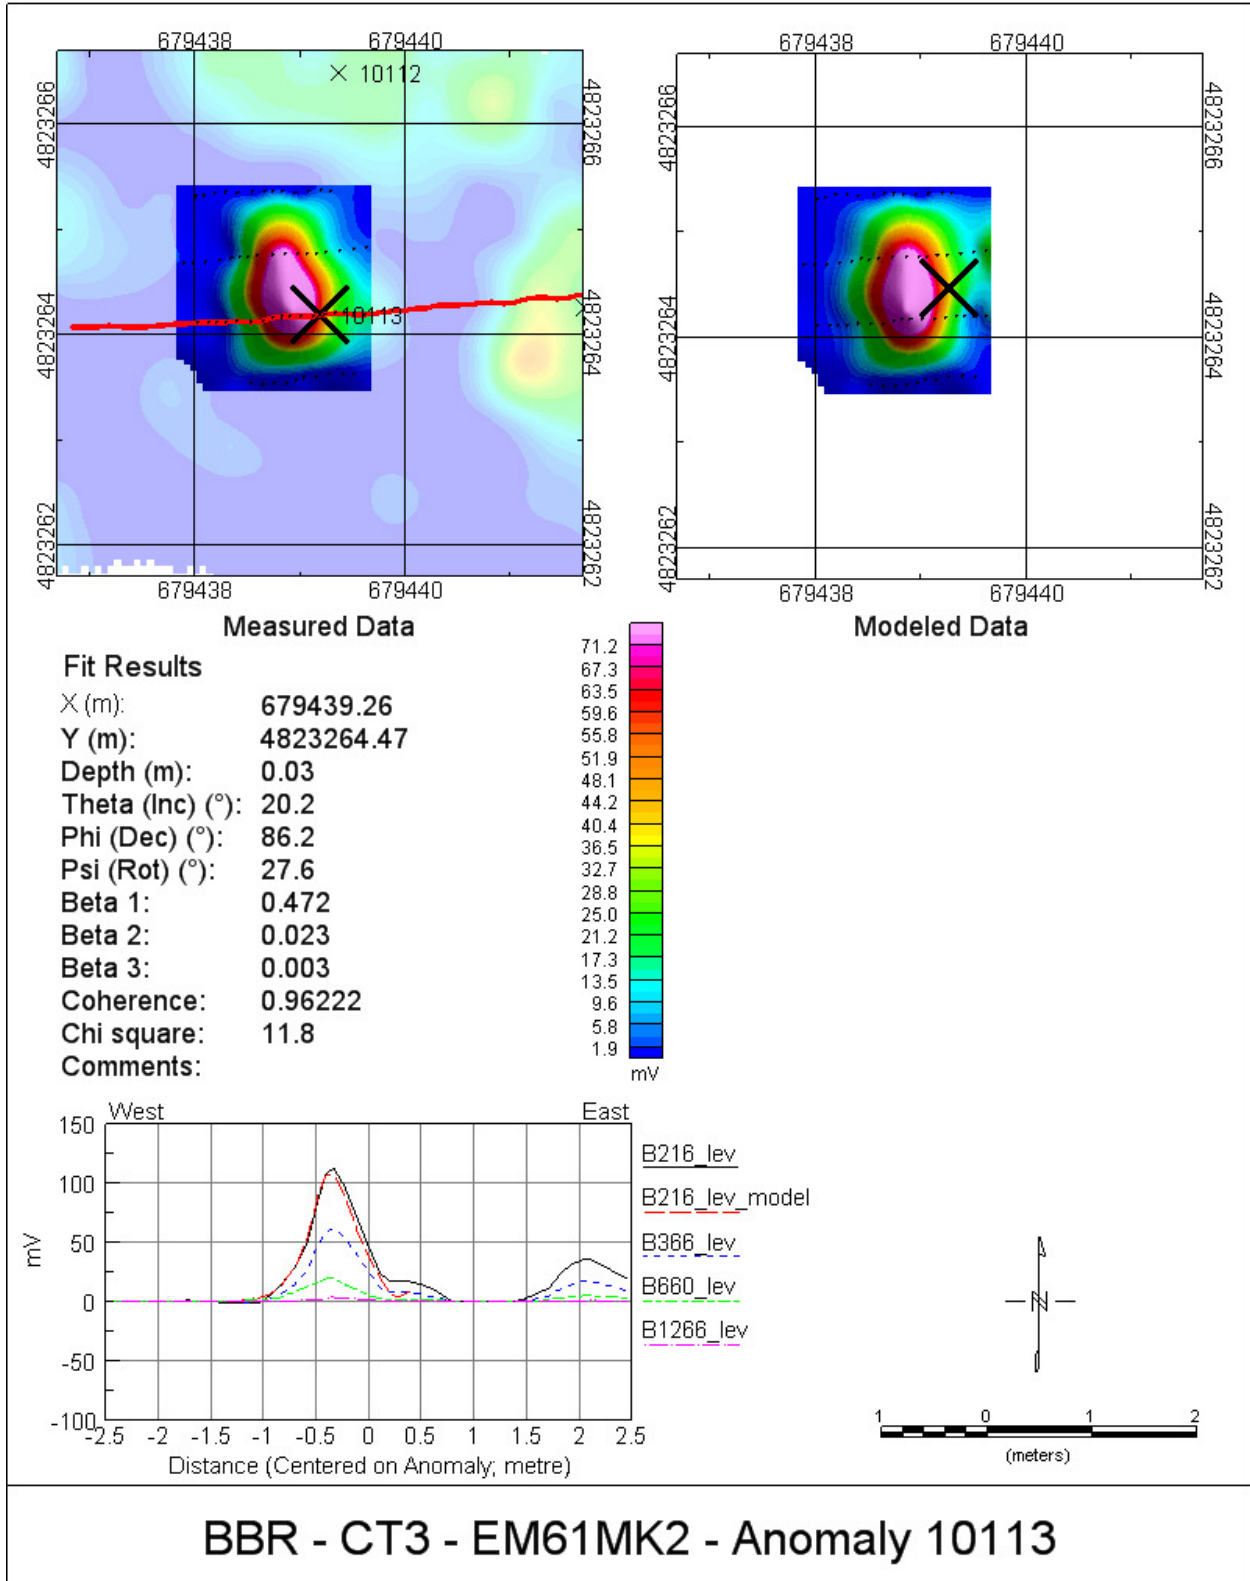 679438 679440
679438 679440
4823266
4823266
4823266
4823266
10112
4823264
4823264
4823264
4823264
10113
4823262
4823262
4823262
4823262
679438 679440
679438 679440
Measured Data
Modeled Data
Fit Results
X (m): 679439.26
Y (m): 4823264.47
Depth (m): 0.03
Theta (Inc) (°): 20.2
Phi (Dec) (°): 86.2
Psi (Rot) (°): 27.6
Beta 1: 0.472
Beta 2: 0.023
Beta 3: 0.003
Coherence: 0.96222
Chi square: 11.8
Comments:
71.2
67.3
63.5
59.6
55.8
51.9
48.1
44.2
40.4
36.5
32.7
28.8
25.0
21.2
17.3
13.5
9.6
5.8
1.9
mV
West East
150
100
50
0
-50
-100
mV
-2.5 -2 -1.5 -1 -0.5 0 0.5 1 1.5 2 2.5
Distance (Centered on Anomaly; metre)
B216_lev
B216_lev_model
B366_lev
B660_lev
B1266_lev
N
1 0 1 2
(meters)
BBR - CT3 - EM61MK2 - Anomaly 10113